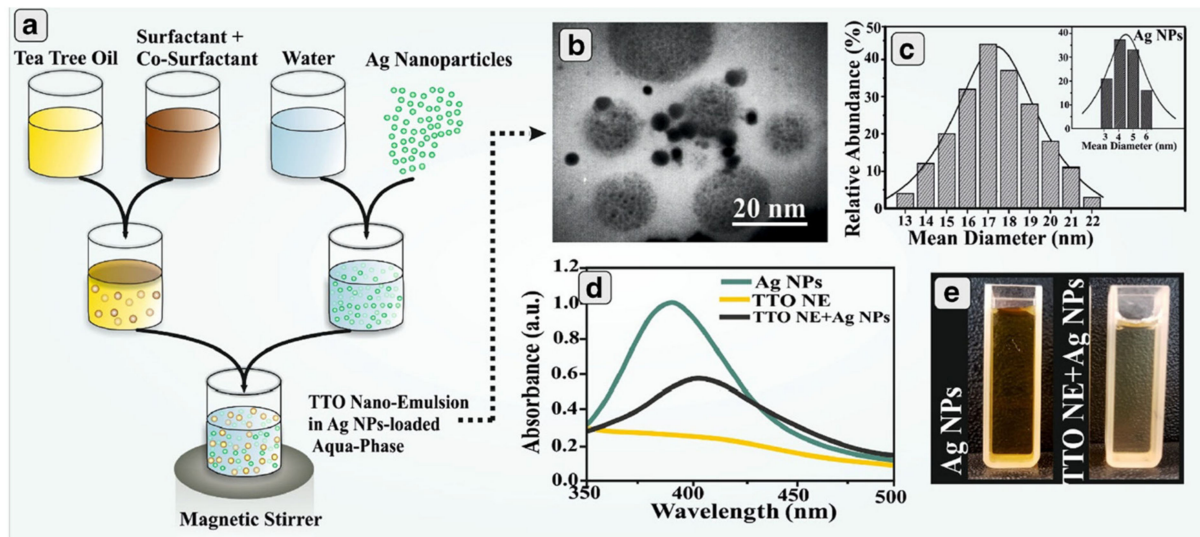 a
Surfactant +
Tea Tree Oil Co-Surfactant Water Ag Nanoparticles
TTO Nano-Emulsion
in Ag NPs-loaded
Aqua-Phase
Magnetic Stirrer
b
20 nm
c
Relative Abundance (%)
50
40
30
20
10
0
13 14 15 16 17 18 19 20 21 22
Mean Diameter (nm)
Ag NPs
40
30
20
10
0
3 4 5 6
Mean Diameter (nm)
d
Absorbance (a.u.)
1.2
1.0
0.8
0.6
0.4
0.2
0.0
350 400 450 500
Wavelength (nm)
Ag NPs
TTO NE
TTO NE+Ag NPs
e
Ag NPs
TTO NE+Ag NPs